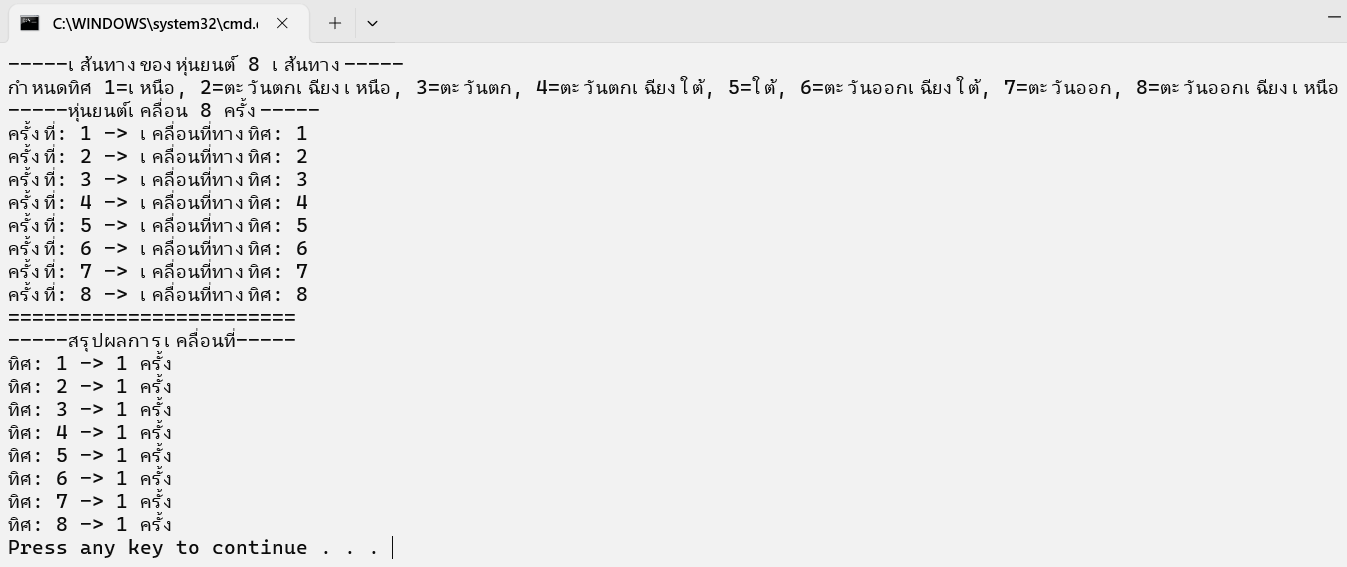 C:\WINDOWS\system32\cmd.e
-----เส้นทางของหุ่นยนต์ 8 เส้นทาง-----
กำหนดทิศ 1=เหนือ, 2=ตะวันตกเฉียงเหนือ, 3=ตะวันตก, 4=ตะวันตกเฉียงใต้, 5=ใต้, 6=ตะวันออกเฉียงใต้, 7=ตะวันออก, 8=ตะวันออกเฉียงเหนือ
-----หุ่นยนต์เคลื่อน 8 ครั้ง-----
ครั้งที่: 1 -> เคลื่อนที่ทางทิศ: 1
ครั้งที่: 2 -> เคลื่อนที่ทางทิศ: 2
ครั้งที่: 3 -> เคลื่อนที่ทางทิศ: 3
ครั้งที่: 4 -> เคลื่อนที่ทางทิศ: 4
ครั้งที่: 5 -> เคลื่อนที่ทางทิศ: 5
ครั้งที่: 6 -> เคลื่อนที่ทางทิศ: 6
ครั้งที่: 7 -> เคลื่อนที่ทางทิศ: 7
ครั้งที่: 8 -> เคลื่อนที่ทางทิศ: 8
========================
-----สรุปผลการเคลื่อนที่-----
ทิศ: 1 -> 1 ครั้ง
ทิศ: 2 -> 1 ครั้ง
ทิศ: 3 -> 1 ครั้ง
ทิศ: 4 -> 1 ครั้ง
ทิศ: 5 -> 1 ครั้ง
ทิศ: 6 -> 1 ครั้ง
ทิศ: 7 -> 1 ครั้ง
ทิศ: 8 -> 1 ครั้ง
Press any key to continue . . .